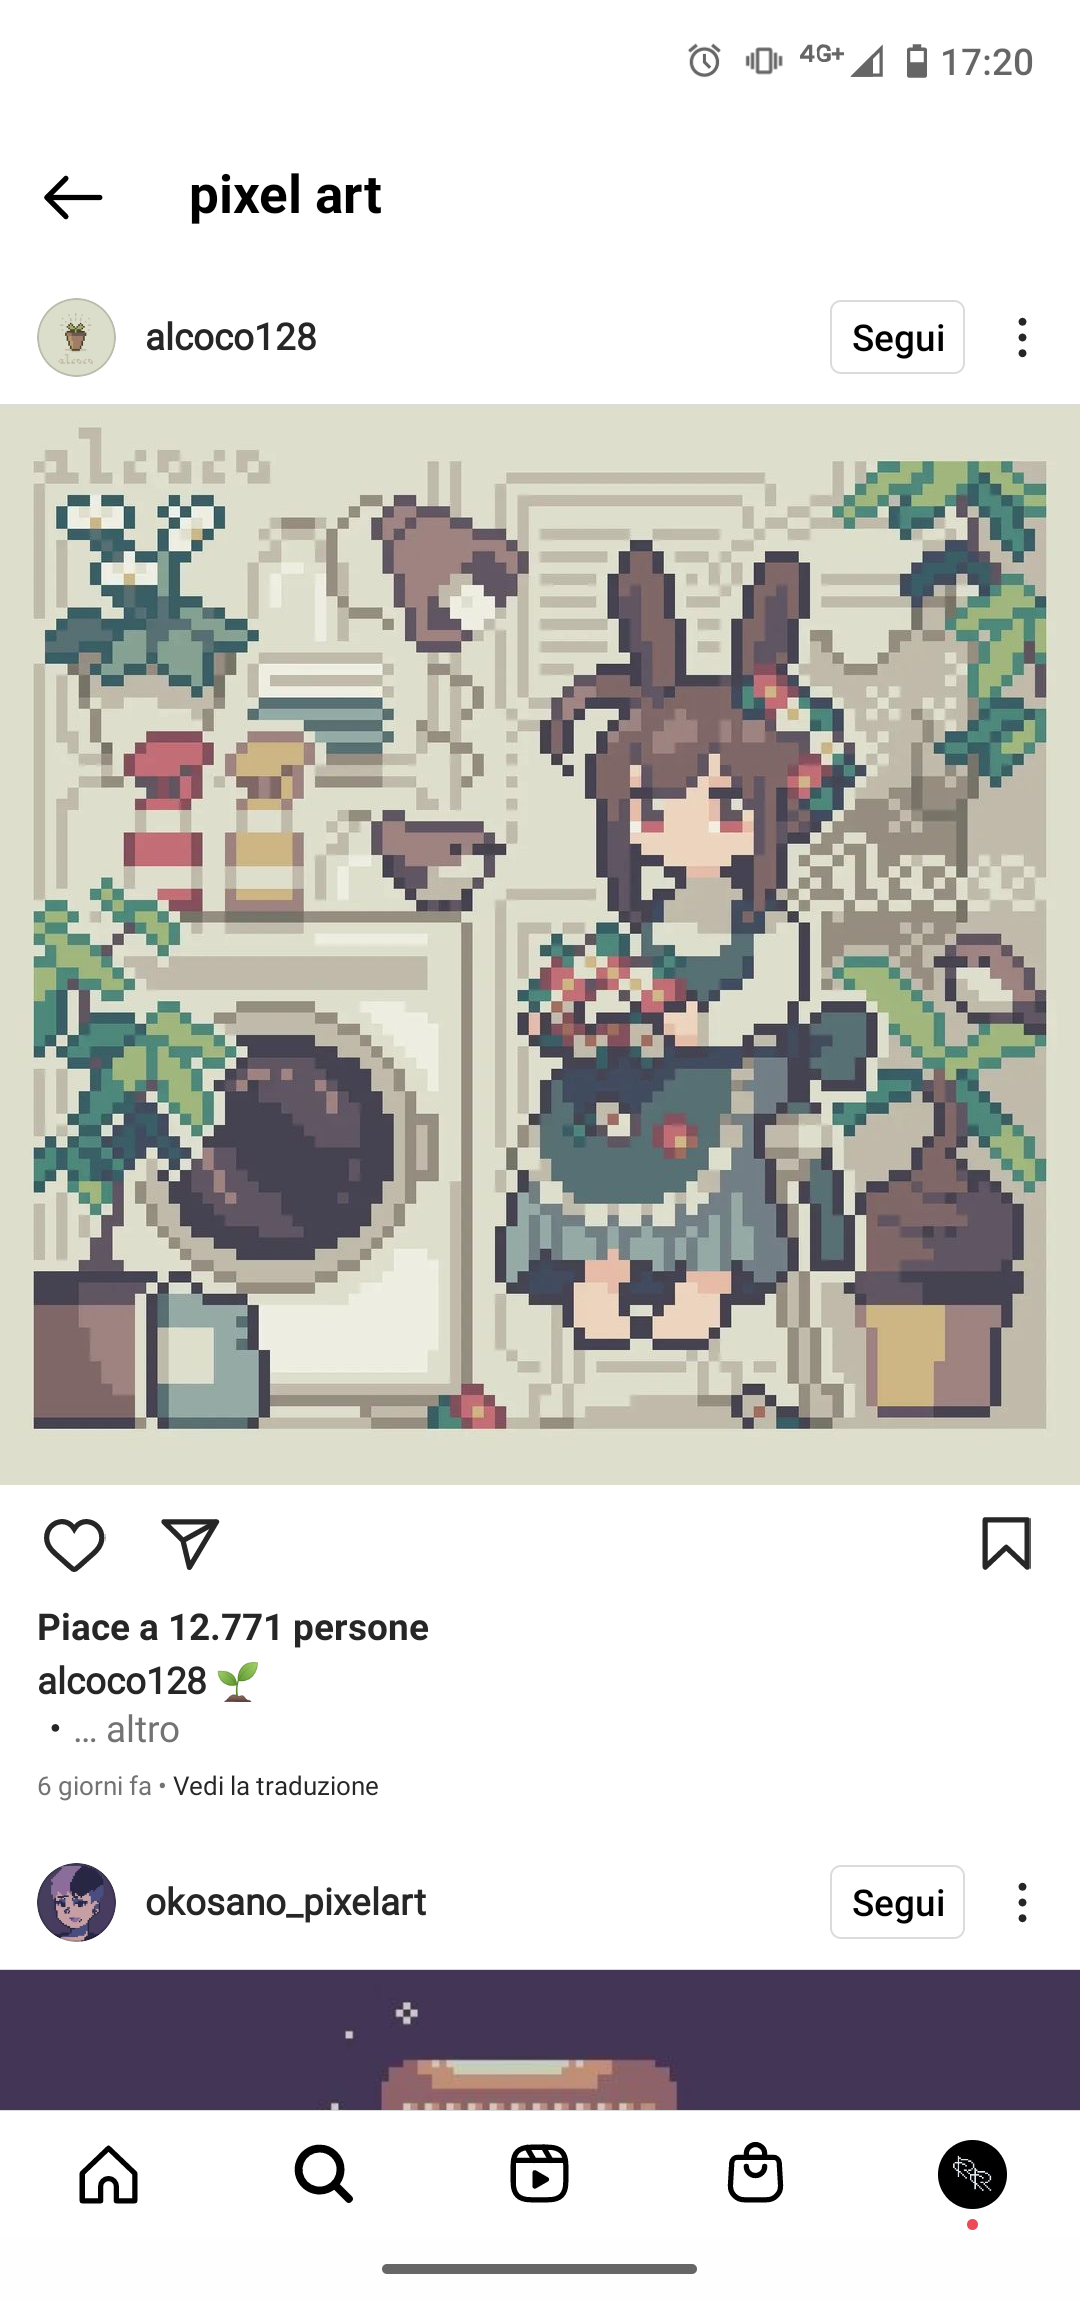 4G+ 17:20
pixel art
alcoco
alcoco128 Segui
alcoco
alcoco
Piace a 12.771 persone
alcoco128 🌱
• ... altro
6 giorni fa • Vedi la traduzione
okosano_pixelart Segui